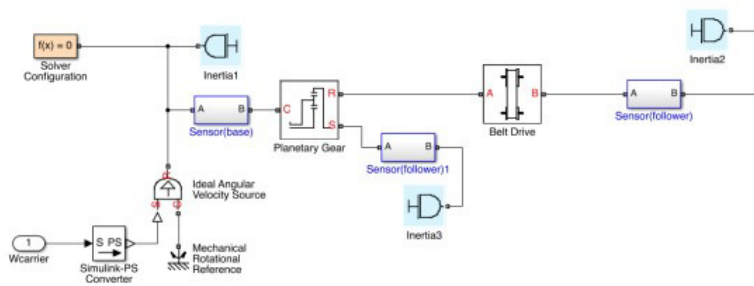 f(x) = 0
Solver
Configuration
Inertia1
Inertia2
A B
Sensor(base)
C R S
Planetary Gear
A B
Belt Drive
A B
Sensor(follower)
A B
Sensor(follower)1
Inertia3
Ideal Angular
Velocity Source
1
Wcarrier
S PS
Simulink-PS
Converter
Mechanical
Rotational
Reference